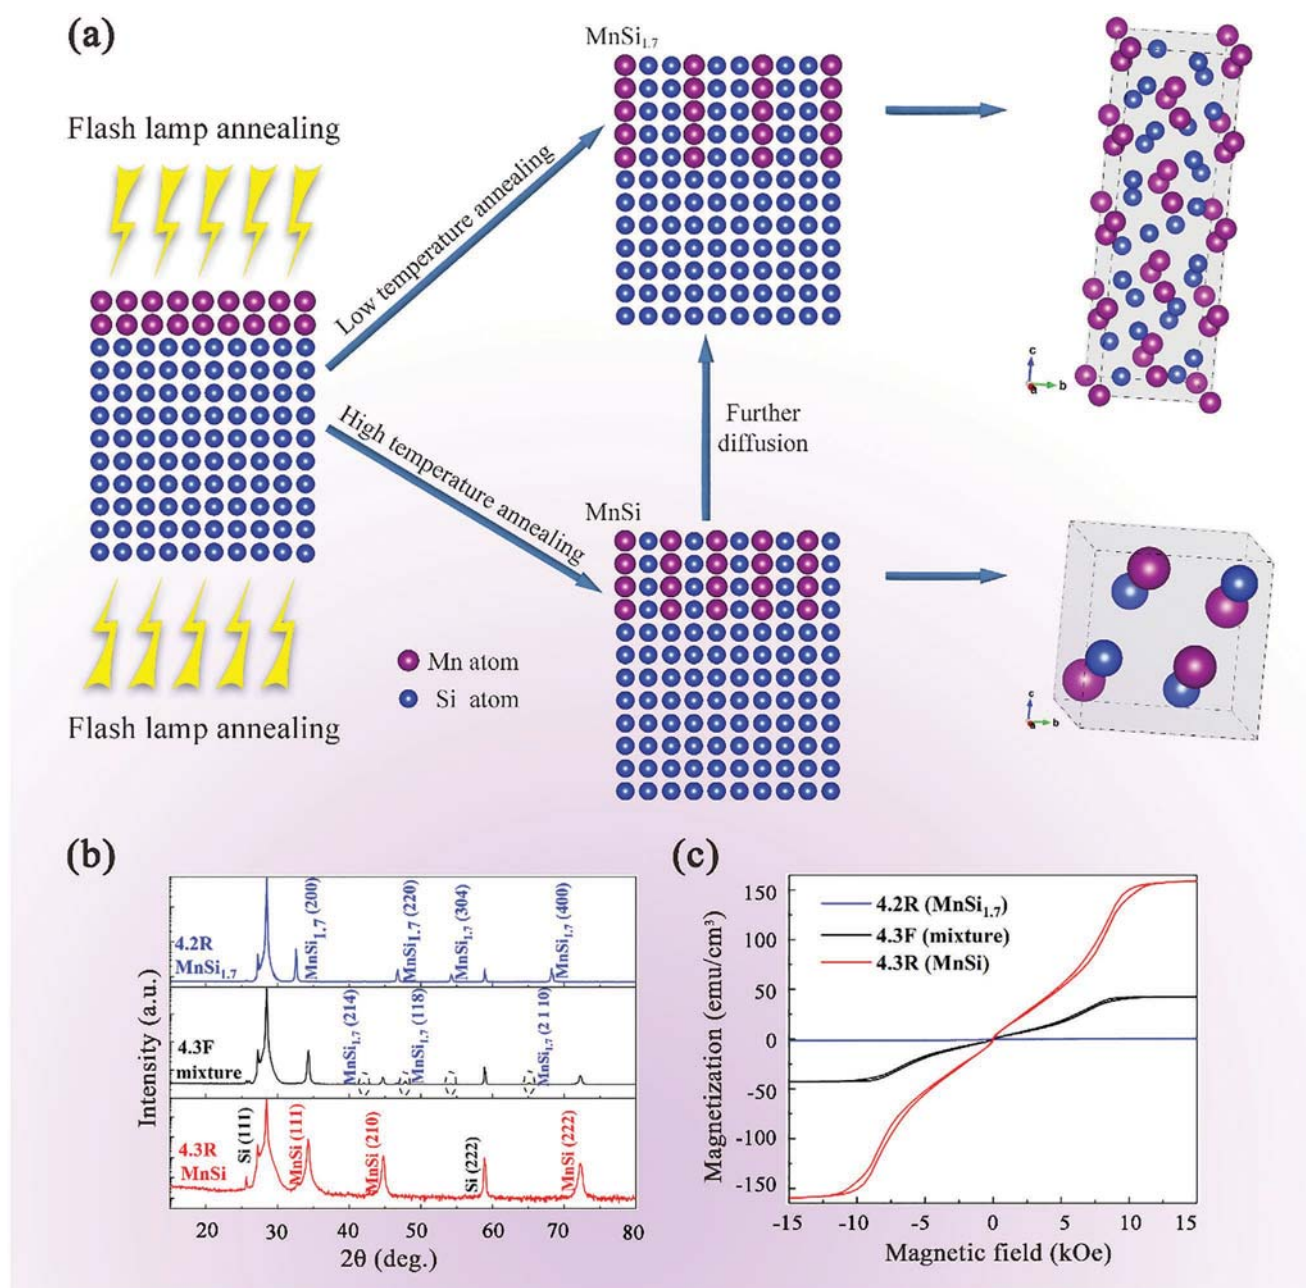 (a)
Flash lamp annealing
MnSi1.7
Low temperature annealing
High temperature annealing
Further
diffusion
MnSi
c
a
b
Mn atom
Si atom
c
a
b
Flash lamp annealing
(b)
Intensity (a.u.)
4.2R
MnSi1.7
MnSi1.7 (200)
MnSi1.7 (220)
MnSi1.7 (304)
MnSi1.7 (400)
4.3F
mixture
MnSi1.7 (214)
MnSi1.7 (118)
MnSi1.7 (2 1 10)
4.3R
MnSi
Si (111)
MnSi (111)
MnSi (210)
Si (222)
MnSi (222)
20 30 40 50 60 70 80
2θ (deg.)
(c)
Magnetization (emu/cm³)
150
100
50
0
-50
-100
-150
4.2R (MnSi1.7)
4.3F (mixture)
4.3R (MnSi)
-15 -10 -5 0 5 10 15
Magnetic field (kOe)